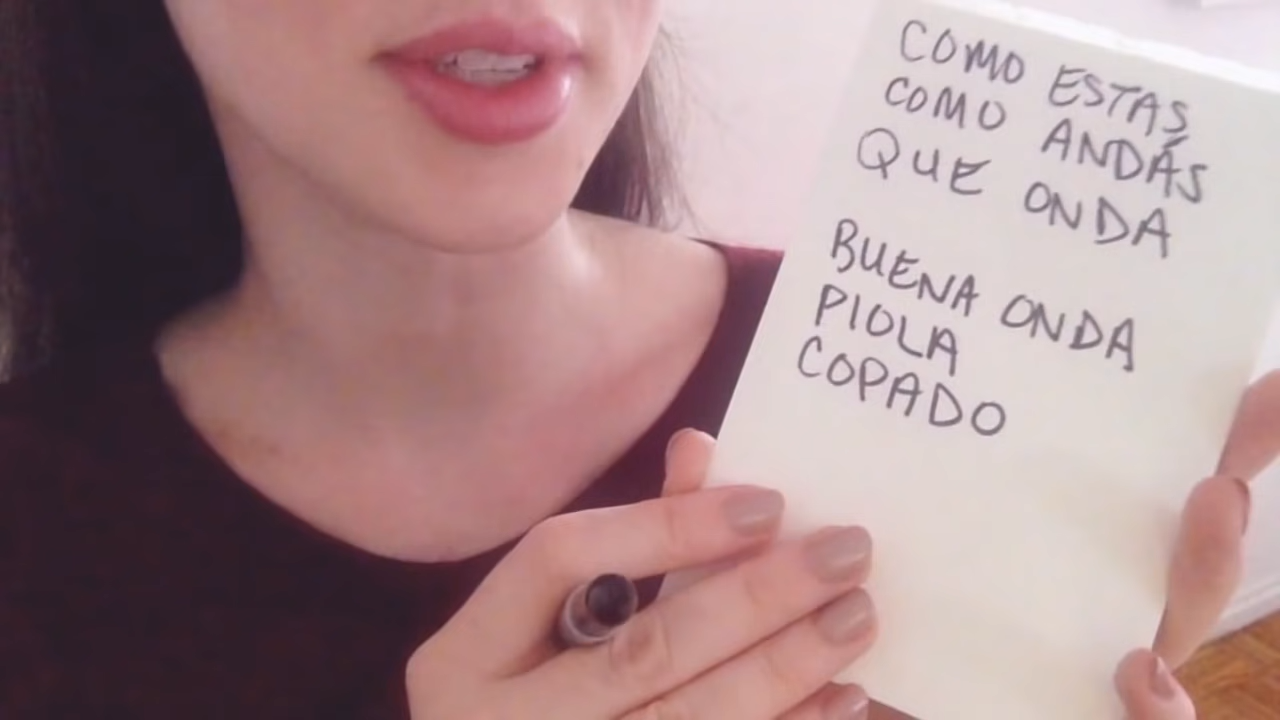 COMO ESTAS
COMO ANDÁS
QUE ONDA
BUENA ONDA
PIOLA
COPADO